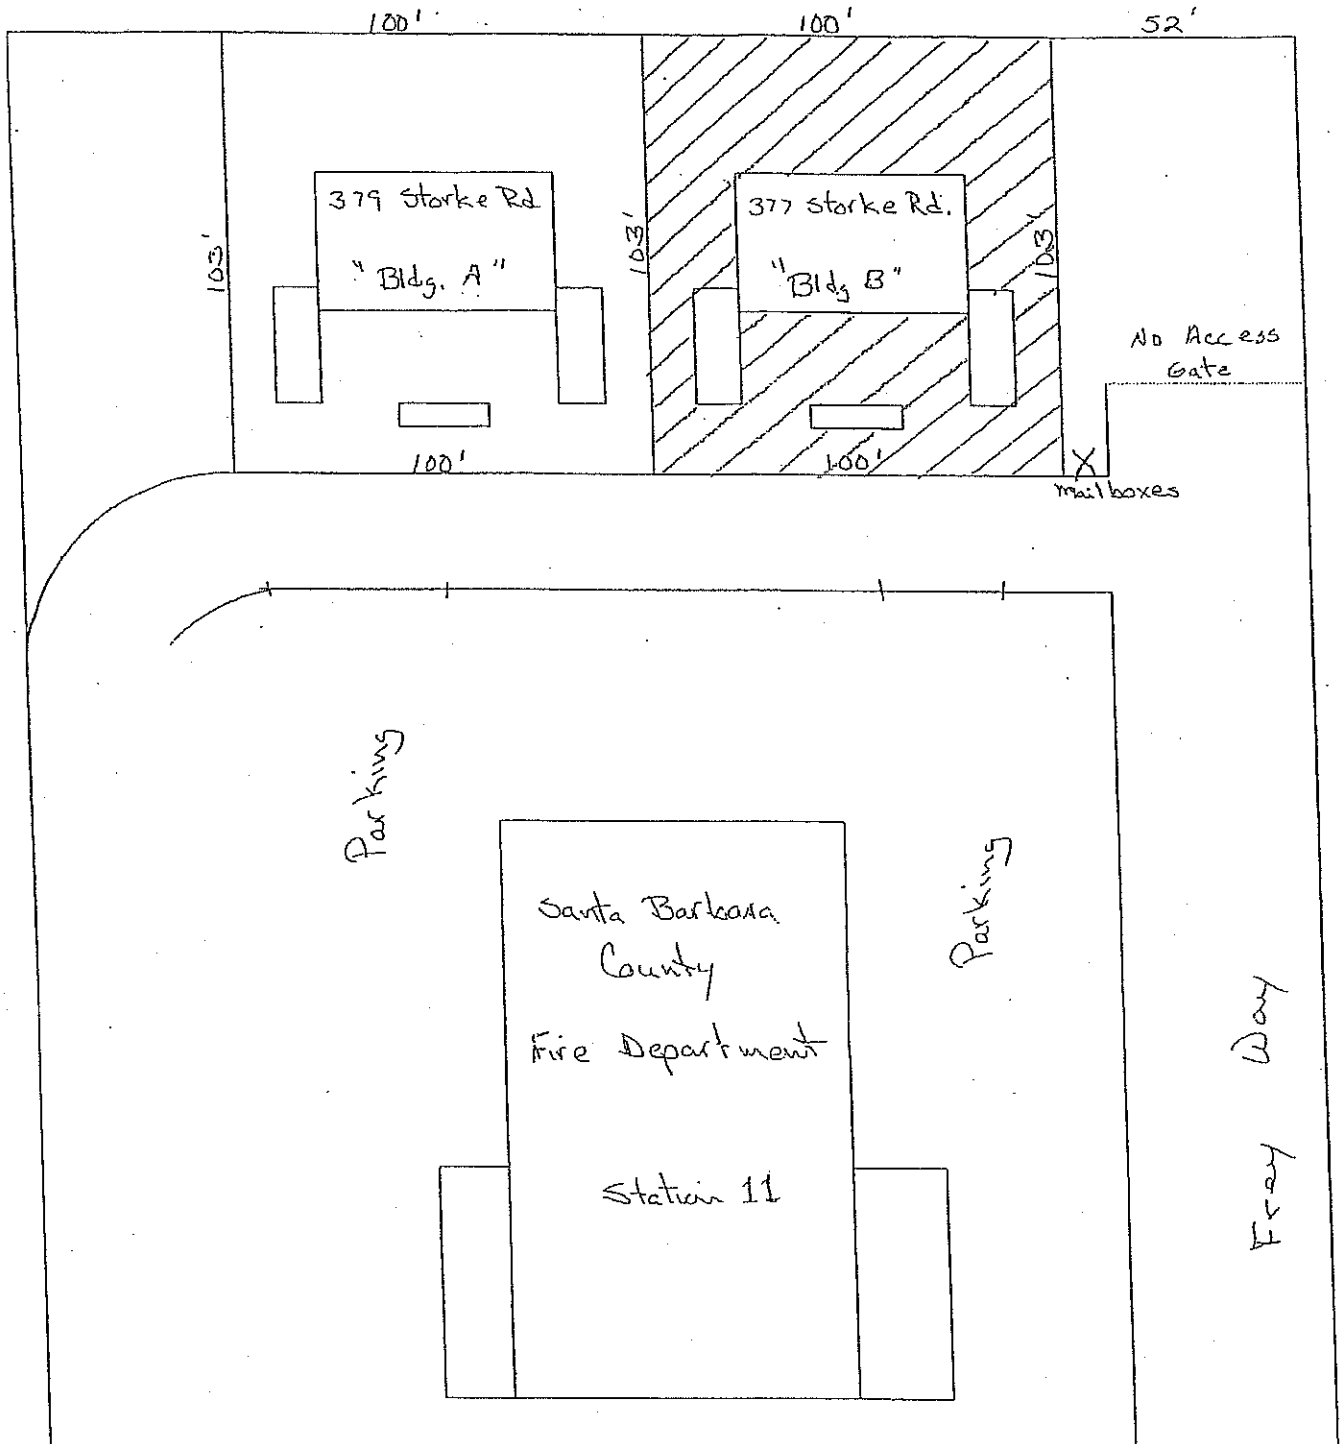 100'
100'
52'
379 Storke Rd
"Bldg. A"
377 Storke Rd.
"Bldg B"
103'
103'
103'
No Access
Gate
100'
100'
X
mailboxes
Parking
Parking
Santa Barbara
County
Fire Department
Station 11
Fray Way